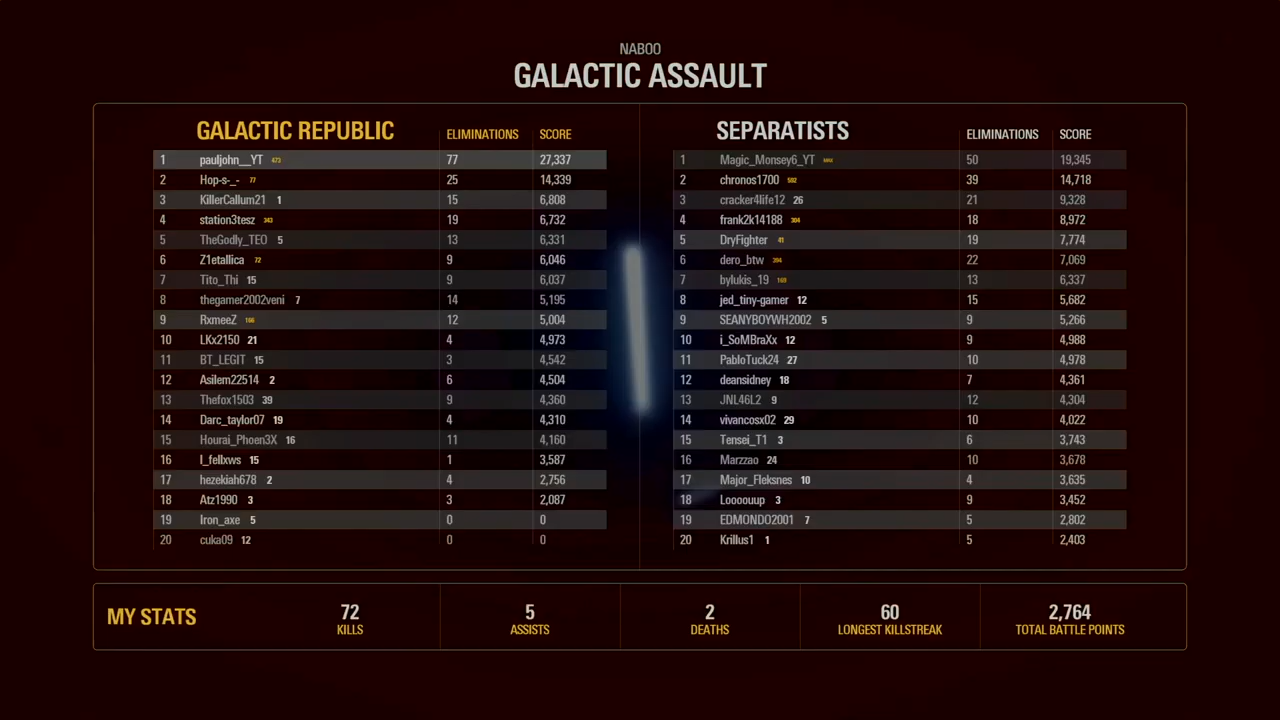 NABOO
GALACTIC ASSAULT
GALACTIC REPUBLIC ELIMINATIONS SCORE
1 pauljohn__YT 473 77 27,337
2 Hop-s-_- 77 25 14,339
3 KillerCallum21 1 15 6,808
4 station3tesz 343 19 6,732
5 TheGodly_TEO 5 13 6,331
6 Z1etallica 72 9 6,046
7 Tito_Thi 15 9 6,037
8 thegamer2002veni 7 14 5,195
9 RxmeeZ 166 12 5,004
10 LKx2150 21 4 4,973
11 BT_LEGIT 15 3 4,542
12 Asilem22514 2 6 4,504
13 Thefox1503 39 9 4,360
14 Darc_taylor07 19 4 4,310
15 Hourai_Phoen3X 16 11 4,160
16 I_fellxws 15 1 3,587
17 hezekiah678 2 4 2,756
18 Atz1990 3 3 2,087
19 Iron_axe 5 0 0
20 cuka09 12 0 0
SEPARATISTS ELIMINATIONS SCORE
1 Magic_Monsey6_YT MAX 50 19,345
2 chronos1700 562 39 14,718
3 cracker4life12 26 21 9,328
4 frank2k14188 304 18 8,972
5 DryFighter 41 19 7,774
6 dero_btw 394 22 7,069
7 bylukis_19 169 13 6,337
8 jed_tiny-gamer 12 15 5,682
9 SEANYBOYWH2002 5 9 5,266
10 i_SoMBraXx 12 9 4,988
11 PabloTuck24 27 10 4,978
12 deansidney 18 7 4,361
13 JNL46L2 9 12 4,304
14 vivancosx02 29 10 4,022
15 Tensei_T1 3 6 3,743
16 Marzzao 24 10 3,678
17 Major_Fleksnes 10 4 3,635
18 Loooouup 3 9 3,452
19 EDMONDO2001 7 5 2,802
20 Krillus1 1 5 2,403
MY STATS
72 5 2 60 2,764
KILLS ASSISTS DEATHS LONGEST KILLSTREAK TOTAL BATTLE POINTS